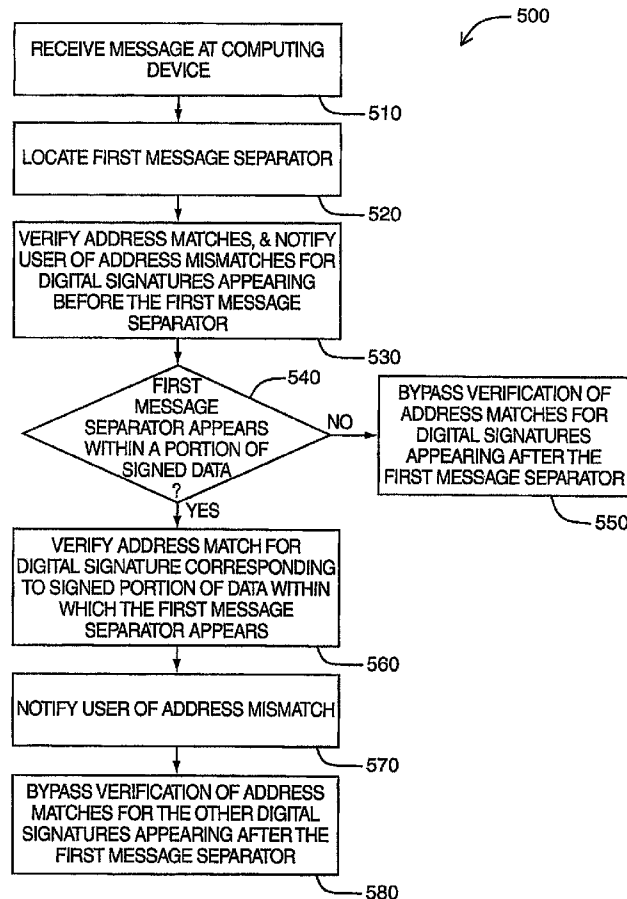 500
RECEIVE MESSAGE AT COMPUTING
DEVICE
510
LOCATE FIRST MESSAGE SEPARATOR
520
VERIFY ADDRESS MATCHES, & NOTIFY
USER OF ADDRESS MISMATCHES FOR
DIGITAL SIGNATURES APPEARING
BEFORE THE FIRST MESSAGE
SEPARATOR
530
540
FIRST
MESSAGE
SEPARATOR APPEARS
WITHIN A PORTION OF
SIGNED DATA
?
NO
BYPASS VERIFICATION OF
ADDRESS MATCHES FOR
DIGITAL SIGNATURES
APPEARING AFTER THE
FIRST MESSAGE SEPARATOR
550
YES
VERIFY ADDRESS MATCH FOR
DIGITAL SIGNATURE CORRESPONDING
TO SIGNED PORTION OF DATA WITHIN
WHICH THE FIRST MESSAGE
SEPARATOR APPEARS
560
NOTIFY USER OF ADDRESS MISMATCH
570
BYPASS VERIFICATION OF ADDRESS
MATCHES FOR THE OTHER DIGITAL
SIGNATURES APPEARING AFTER THE
FIRST MESSAGE SEPARATOR
580